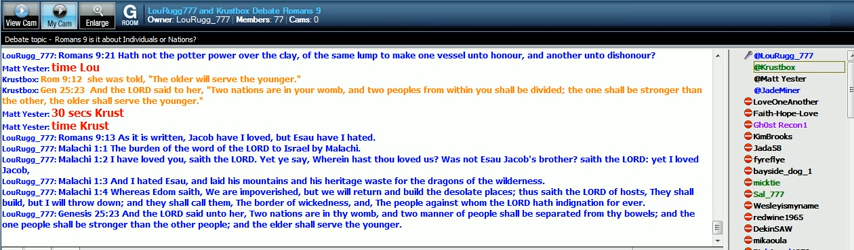 View Cam
My Cam
Enlarge
G
ROOM
LouRugg777 and Krustbox Debate Romans 9
Owner: LouRugg_777 | Members: 77 | Cams: 0
Debate topic - Romans 9 is it about Individuals or Nations?
LouRugg_777: Romans 9:21 Hath not the potter power over the clay, of the same lump to make one vessel unto honour, and another unto dishonour?
Matt Yester: time Lou
Krustbox: Rom 9:12 she was told, "The older will serve the younger."
Krustbox: Gen 25:23 And the LORD said to her, "Two nations are in your womb, and two peoples from within you shall be divided; the one shall be stronger than
the other, the older shall serve the younger."
Matt Yester: 30 secs Krust
Matt Yester: time Krust
LouRugg_777: Romans 9:13 As it is written, Jacob have I loved, but Esau have I hated.
LouRugg_777: Malachi 1:1 The burden of the word of the LORD to Israel by Malachi.
LouRugg_777: Malachi 1:2 I have loved you, saith the LORD. Yet ye say, Wherein hast thou loved us? Was not Esau Jacob's brother? saith the LORD: yet I loved
Jacob,
LouRugg_777: Malachi 1:3 And I hated Esau, and laid his mountains and his heritage waste for the dragons of the wilderness.
LouRugg_777: Malachi 1:4 Whereas Edom saith, We are impoverished, but we will return and build the desolate places; thus saith the LORD of hosts, They shall
build, but I will throw down; and they shall call them, The border of wickedness, and, The people against whom the LORD hath indignation for ever.
LouRugg_777: Genesis 25:23 And the LORD said unto her, Two nations are in thy womb, and two manner of people shall be separated from thy bowels; and the
one people shall be stronger than the other people; and the elder shall serve the younger.
@LouRugg_777
@Krustbox
@Matt Yester
@JadeMiner
LoveOneAnother
Faith-Hope-Love
Gh0st Recon1
KimBrooks
Jada58
fyreflye
bayside_dog_1
micktie
Sal_777
Wesleyismyname
redwine1965
DekinSAW
mikaoula